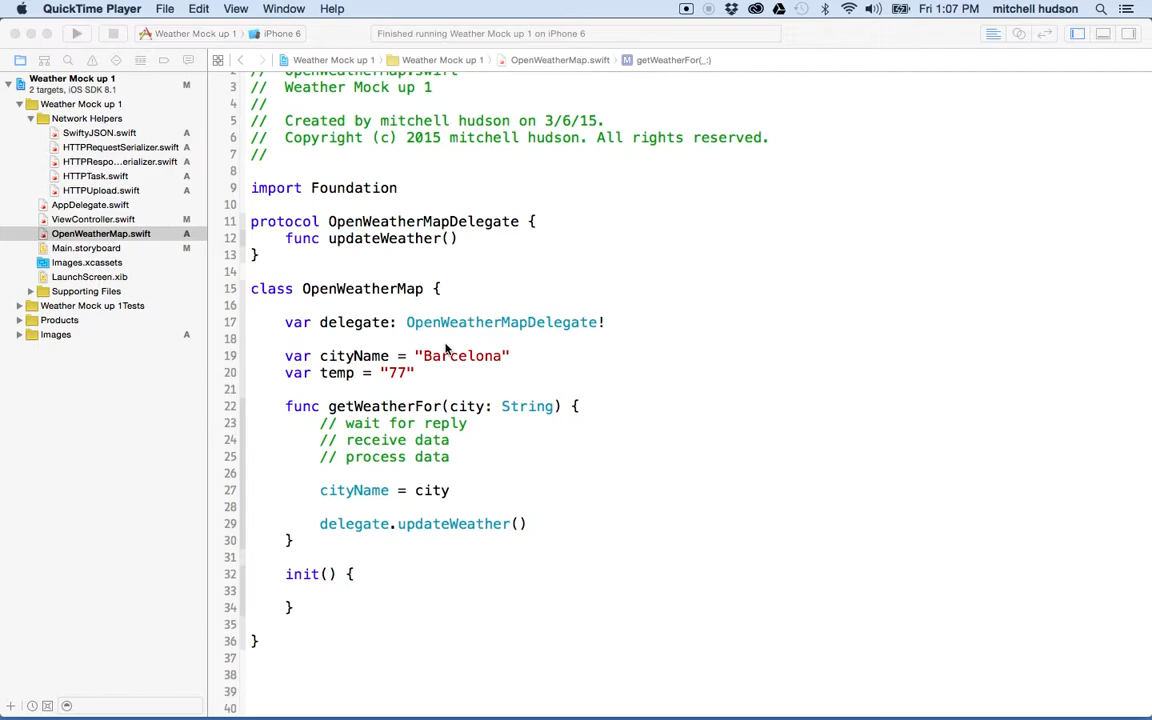 QuickTime Player File Edit View Window Help Fri 1:07 PM mitchell hudson
Weather Mock up 1 iPhone 6 Finished running Weather Mock up 1 on iPhone 6
Weather Mock up 1 Weather Mock up 1 OpenWeatherMap.swift M getWeatherFor(_:)
Weather Mock up 1 M
2 targets, iOS SDK 8.1
Weather Mock up 1
Network Helpers
SwiftyJSON.swift A
HTTPRequestSerializer.swift A
HTTPRespo...erializer.swift A
HTTPTask.swift A
HTTPUpload.swift A
AppDelegate.swift
ViewController.swift M
OpenWeatherMap.swift A
Main.storyboard M
Images.xcassets
LaunchScreen.xib
Supporting Files
Weather Mock up 1Tests
Products
Images A
2 // OpenWeatherMap.swift
3 // Weather Mock up 1
4 //
5 // Created by mitchell hudson on 3/6/15.
6 // Copyright (c) 2015 mitchell hudson. All rights reserved.
7 //
8
9 import Foundation
10
11 protocol OpenWeatherMapDelegate {
12 func updateWeather()
13 }
14
15 class OpenWeatherMap {
16
17 var delegate: OpenWeatherMapDelegate!
18
19 var cityName = "Barcelona"
20 var temp = "77"
21
22 func getWeatherFor(city: String) {
23 // wait for reply
24 // receive data
25 // process data
26
27 cityName = city
28
29 delegate.updateWeather()
30 }
31
32 init() {
33
34 }
35
36 }
37
38
39
40